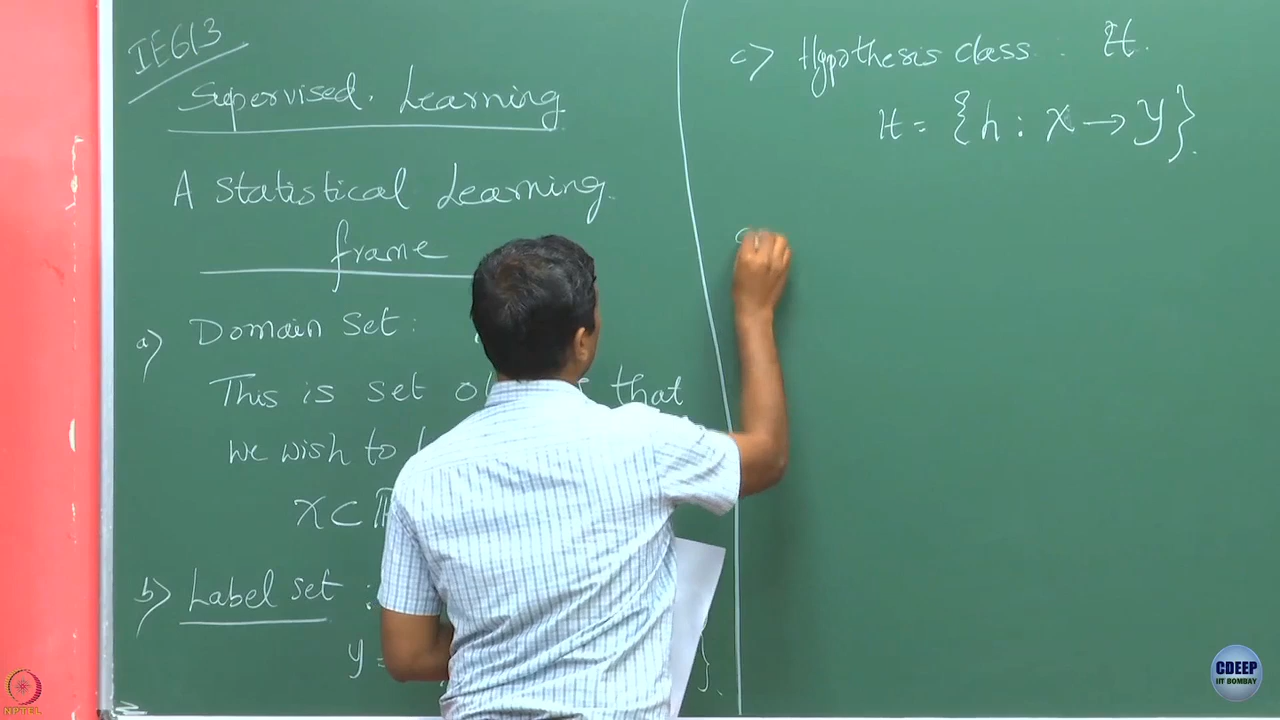 IE613
Supervised. Learning
A Statistical Learning
frame
a) Domain set:
This is set that
we wish to
X ⊂
b) Label set :
y = }.
c) Hypothesis class : H.
H = {h : X → Y}.
NPTEL
CDEEP
IIT BOMBAY